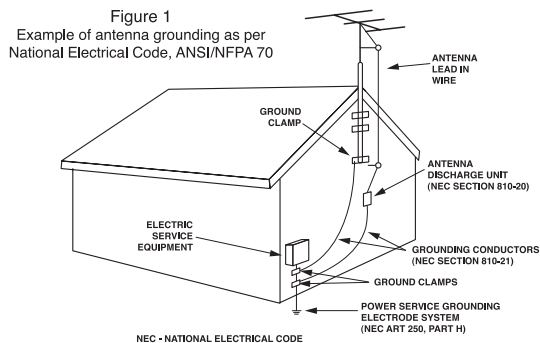 Figure 1
Example of antenna grounding as per
National Electrical Code, ANSI/NFPA 70
ANTENNA
LEAD IN
WIRE
GROUND
CLAMP
ANTENNA
DISCHARGE UNIT
(NEC SECTION 810-20)
ELECTRIC
SERVICE
EQUIPMENT
GROUNDING CONDUCTORS
(NEC SECTION 810-21)
GROUND CLAMPS
POWER SERVICE GROUNDING
ELECTRODE SYSTEM
(NEC ART 250, PART H)
NEC - NATIONAL ELECTRICAL CODE